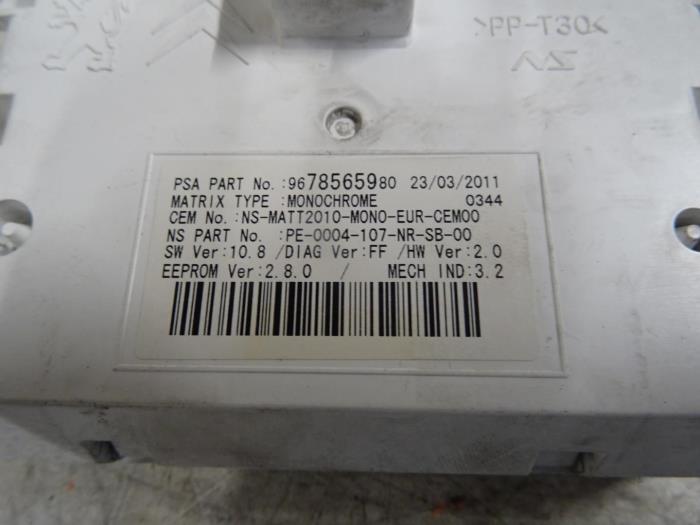 >PP-T30<
PSA PART No.:9678565980 23/03/2011
MATRIX TYPE :MONOCHROME 0344
CEM No.:NS-MATT2010-MONO-EUR-CEM00
NS PART No. :PE-0004-107-NR-SB-00
SW Ver:10.8 /DIAG Ver:FF /HW Ver:2.0
EEPROM Ver:2.8.0 / MECH IND:3.2